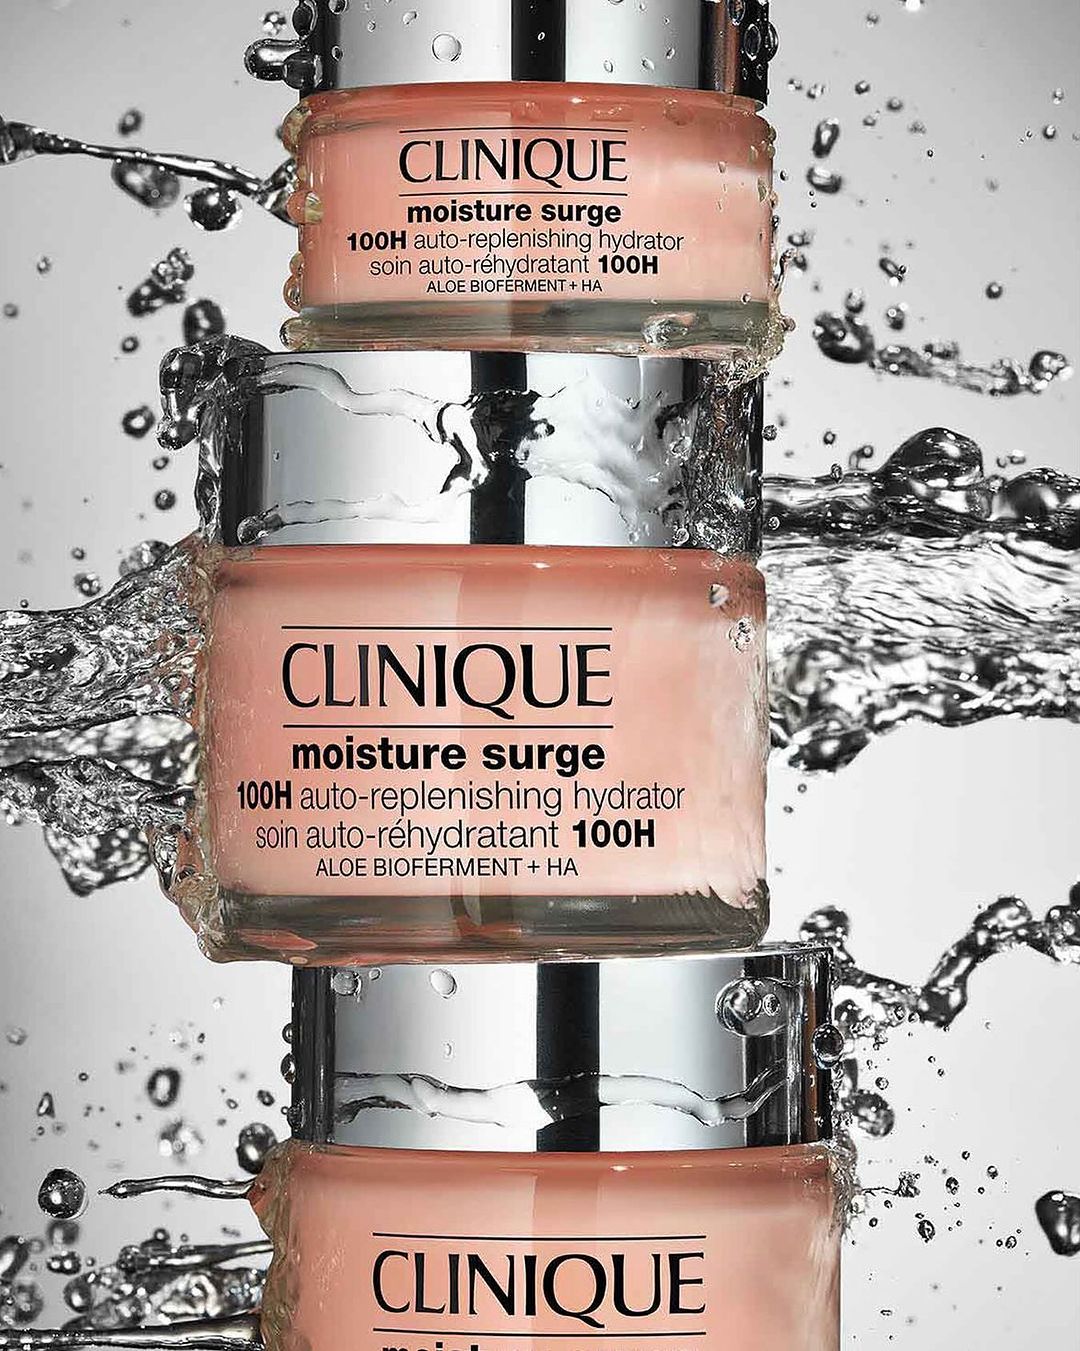 CLINIQUE
moisture surge
100H auto-replenishing hydrator
soin auto-réhydratant 100H
ALOE BIOFERMENT + HA
CLINIQUE
moisture surge
100H auto-replenishing hydrator
soin auto-réhydratant 100H
ALOE BIOFERMENT + HA
CLINIQUE